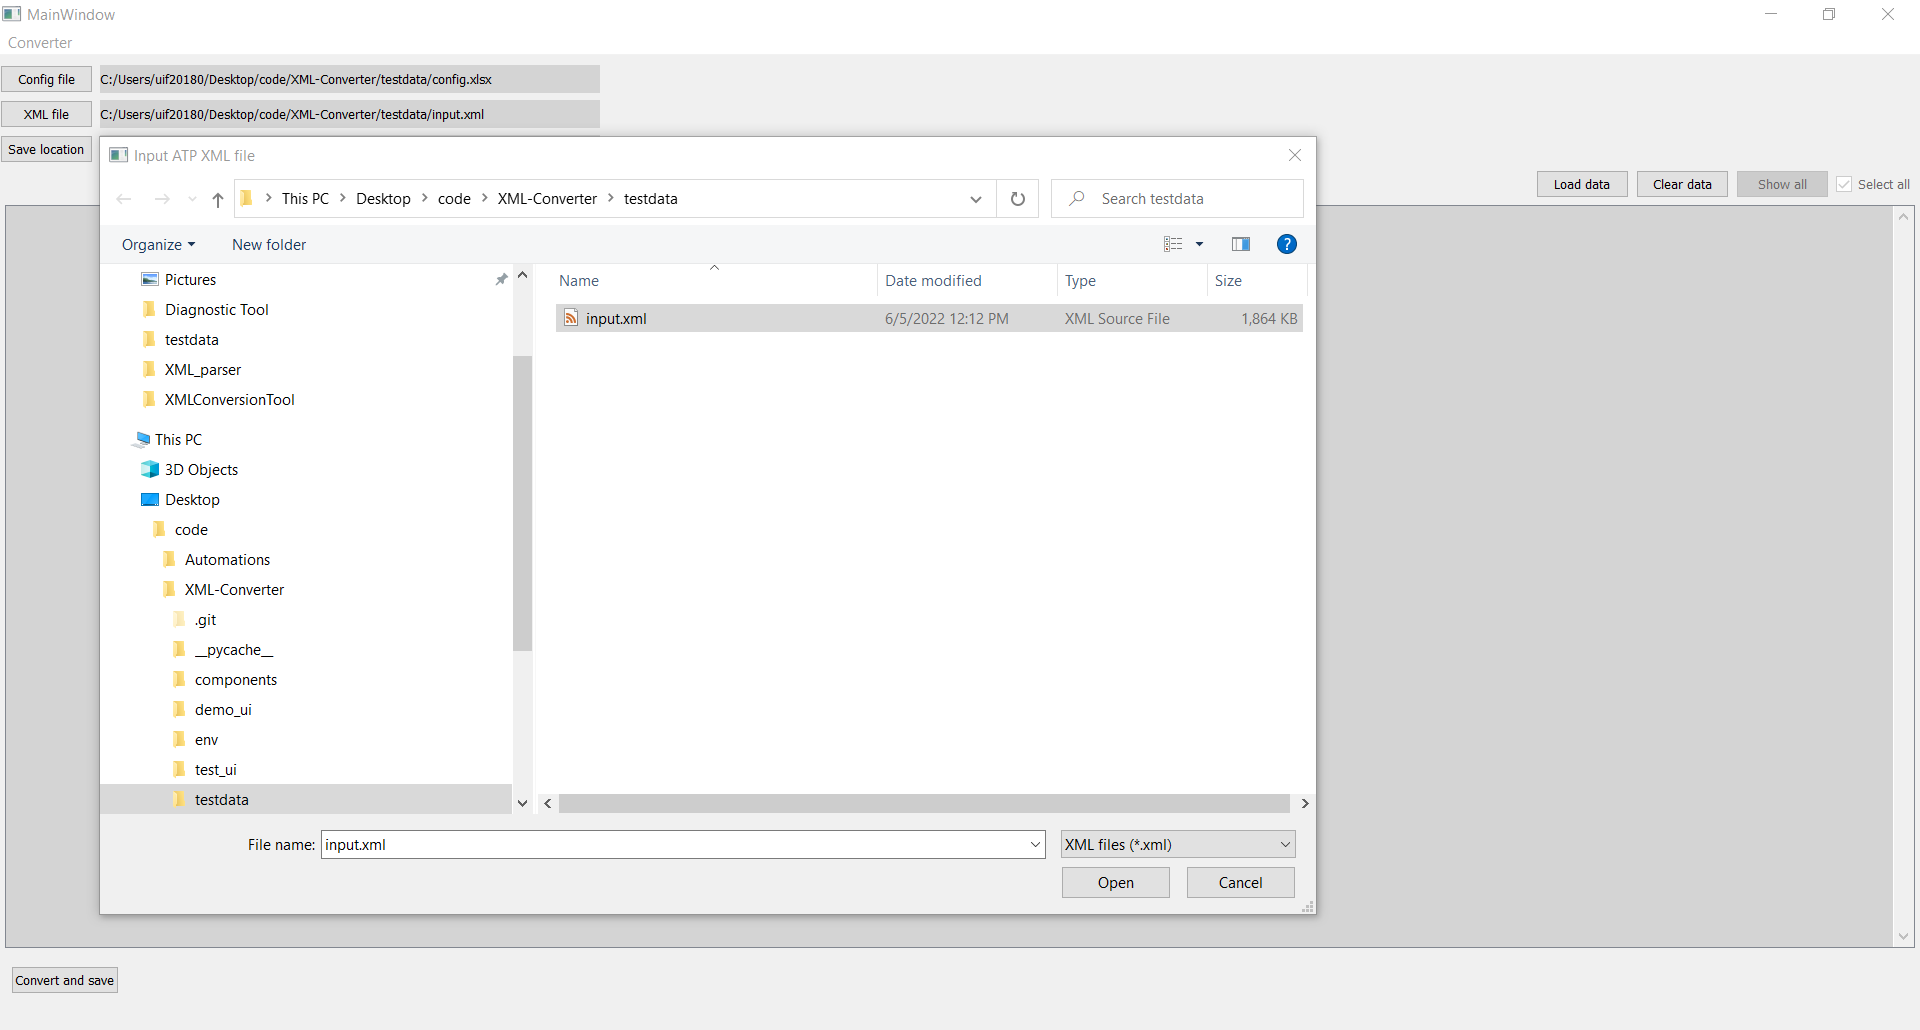 MainWindow
Converter
Config file C:/Users/uif20180/Desktop/code/XML-Converter/testdata/config.xlsx
XML file C:/Users/uif20180/Desktop/code/XML-Converter/testdata/input.xml
Save location
Input ATP XML file
This PC Desktop code XML-Converter testdata
Search testdata
Load data Clear data Show all Select all
Organize New folder
?
Pictures
Diagnostic Tool
testdata
XML_parser
XMLConversionTool
This PC
3D Objects
Desktop
code
Automations
XML-Converter
.git
__pycache__
components
demo_ui
env
test_ui
testdata
Name Date modified Type Size
input.xml 6/5/2022 12:12 PM XML Source File 1,864 KB
File name: input.xml XML files (*.xml)
Open Cancel
Convert and save